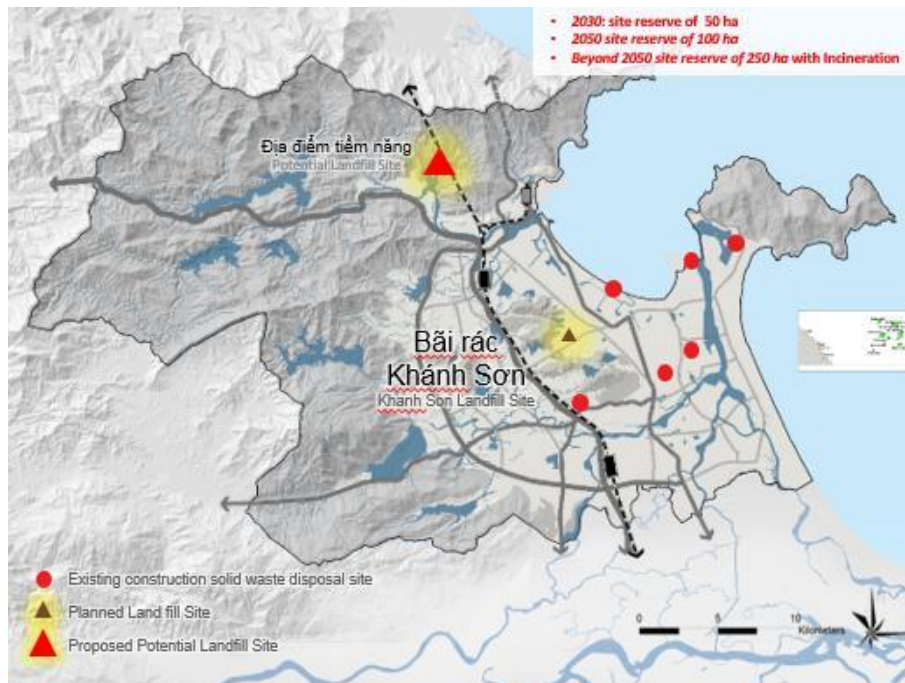 • 2030: site reserve of 50 ha
• 2050 site reserve of 100 ha
• Beyond 2050 site reserve of 250 ha with Incineration
Địa điểm tiềm năng
Potential Landfill Site
Bãi rác
Khánh Sơn
Khanh Son Landfill Site
Existing construction solid waste disposal site
Planned Land fill Site
Proposed Potential Landfill Site
0 5 10
Kilometers